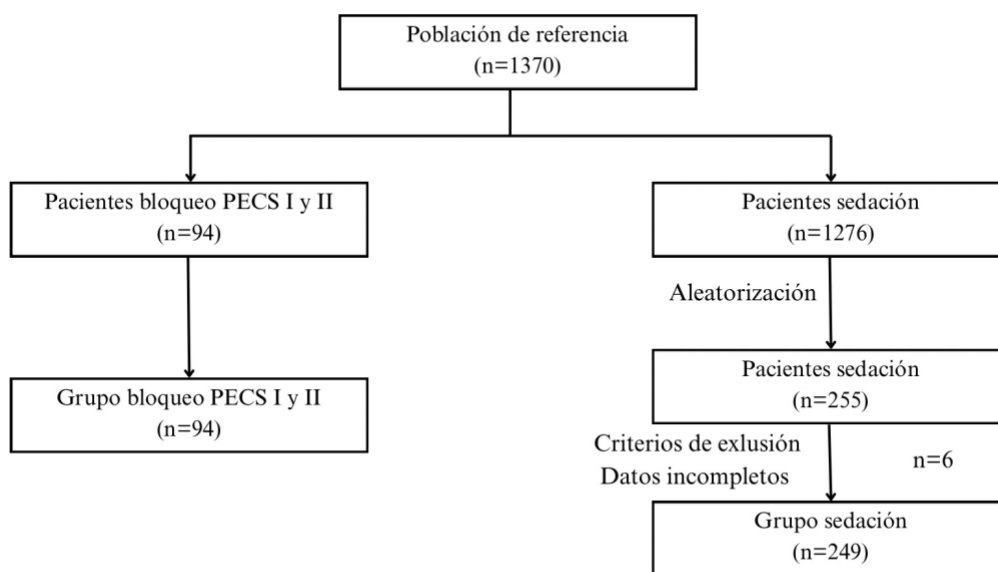 Población de referencia
(n=1370)
Pacientes bloqueo PECS I y II
(n=94)
Pacientes sedación
(n=1276)
Aleatorización
Grupo bloqueo PECS I y II
(n=94)
Pacientes sedación
(n=255)
Criterios de exlusión
Datos incompletos
n=6
Grupo sedación
(n=249)